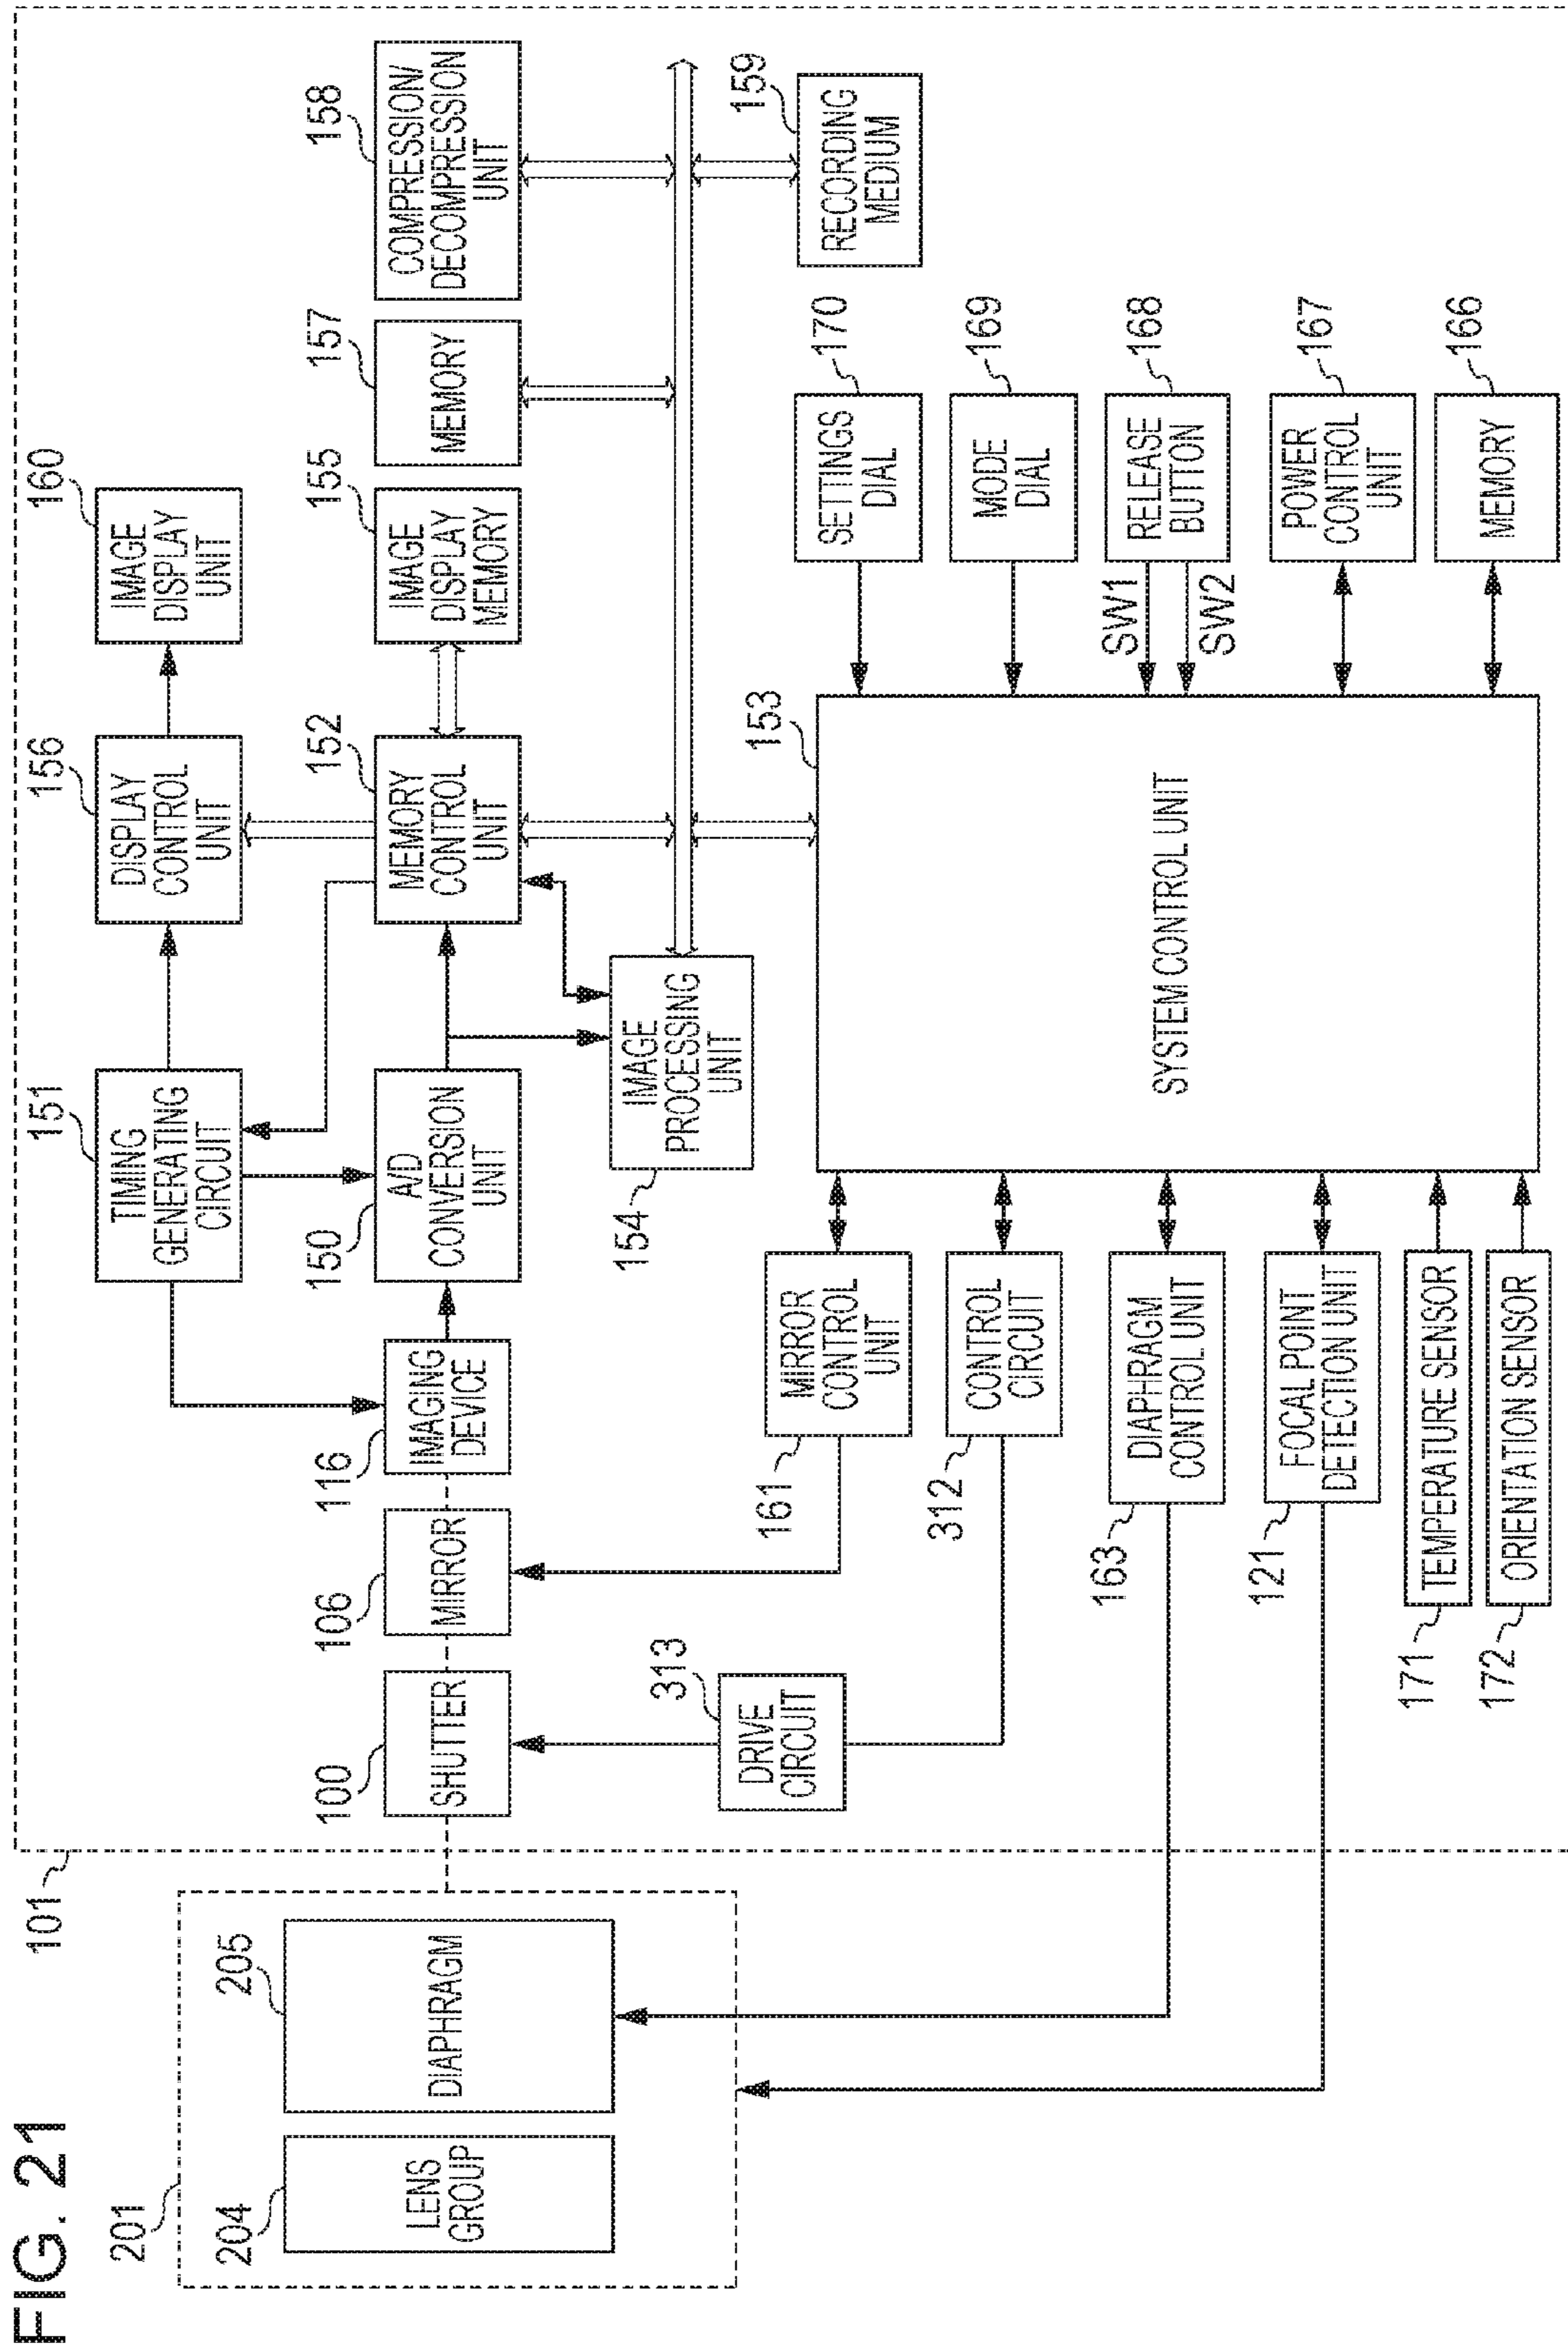 FIG. 21
101
201
204
LENS
GROUP
205
DIAPHRAGM
100
SHUTTER
106
MIRROR
116
IMAGING
DEVICE
151
TIMING
GENERATING
CIRCUIT
150
A/D
CONVERSION
UNIT
156
DISPLAY
CONTROL
UNIT
152
MEMORY
CONTROL
UNIT
160
IMAGE
DISPLAY
UNIT
155
IMAGE
DISPLAY
MEMORY
157
MEMORY
158
COMPRESSION/
DECOMPRESSION
UNIT
154
IMAGE
PROCESSING
UNIT
159
RECORDING
MEDIUM
313
DRIVE
CIRCUIT
161
MIRROR
CONTROL
UNIT
312
CONTROL
CIRCUIT
163
DIAPHRAGM
CONTROL UNIT
121
FOCAL POINT
DETECTION UNIT
171
TEMPERATURE SENSOR
172
ORIENTATION SENSOR
153
SYSTEM CONTROL UNIT
SETTINGS
DIAL
170
MODE
DIAL
169
SW1
SW2
RELEASE
BUTTON
168
POWER
CONTROL
UNIT
167
MEMORY
166